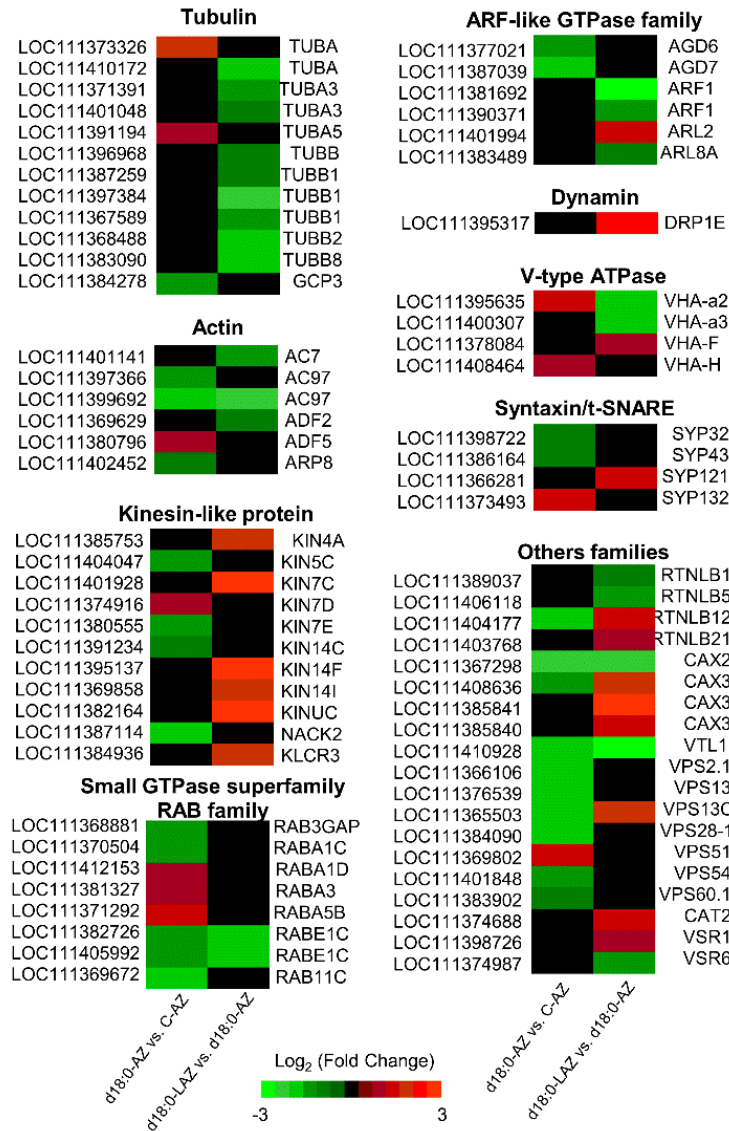 Tubulin
LOC111373326 TUBA
LOC111410172 TUBA
LOC111371391 TUBA3
LOC111401048 TUBA3
LOC111391194 TUBA5
LOC111396968 TUBB
LOC111387259 TUBB1
LOC111397384 TUBB1
LOC111367589 TUBB1
LOC111368488 TUBB2
LOC111383090 TUBB8
LOC111384278 GCP3
Actin
LOC111401141 AC7
LOC111397366 AC97
LOC111399692 AC97
LOC111369629 ADF2
LOC111380796 ADF5
LOC111402452 ARP8
Kinesin-like protein
LOC111385753 KIN4A
LOC111404047 KIN5C
LOC111401928 KIN7C
LOC111374916 KIN7D
LOC111380555 KIN7E
LOC111391234 KIN14C
LOC111395137 KIN14F
LOC111369858 KIN14I
LOC111382164 KINUC
LOC111387114 NACK2
LOC111384936 KLCR3
Small GTPase superfamily
RAB family
LOC111368881 RAB3GAP
LOC111370504 RABA1C
LOC111412153 RABA1D
LOC111381327 RABA3
LOC111371292 RABA5B
LOC111382726 RABE1C
LOC111405992 RABE1C
LOC111369672 RAB11C
d18:0-AZ vs. C-AZ
d18:0-LAZ vs. d18:0-AZ
ARF-like GTPase family
LOC111377021 AGD6
LOC111387039 AGD7
LOC111381692 ARF1
LOC111390371 ARF1
LOC111401994 ARL2
LOC111383489 ARL8A
Dynamin
LOC111395317 DRP1E
V-type ATPase
LOC111395635 VHA-a2
LOC111400307 VHA-a3
LOC111378084 VHA-F
LOC111408464 VHA-H
Syntaxin/t-SNARE
LOC111398722 SYP32
LOC111386164 SYP43
LOC111366281 SYP121
LOC111373493 SYP132
Others families
LOC111389037 RTNLB1
LOC111406118 RTNLB5
LOC111404177 RTNLB12
LOC111403768 RTNLB21
LOC111367298 CAX2
LOC111408636 CAX3
LOC111385841 CAX3
LOC111385840 CAX3
LOC111410928 VTL1
LOC111366106 VPS2.1
LOC111376539 VPS13
LOC111365503 VPS13C
LOC111384090 VPS28-1
LOC111369802 VPS51
LOC111401848 VPS54
LOC111383902 VPS60.1
LOC111374688 CAT2
LOC111398726 VSR1
LOC111374987 VSR6
d18:0-AZ vs. C-AZ
d18:0-LAZ vs. d18:0-AZ
Log2 (Fold Change)
-3 3